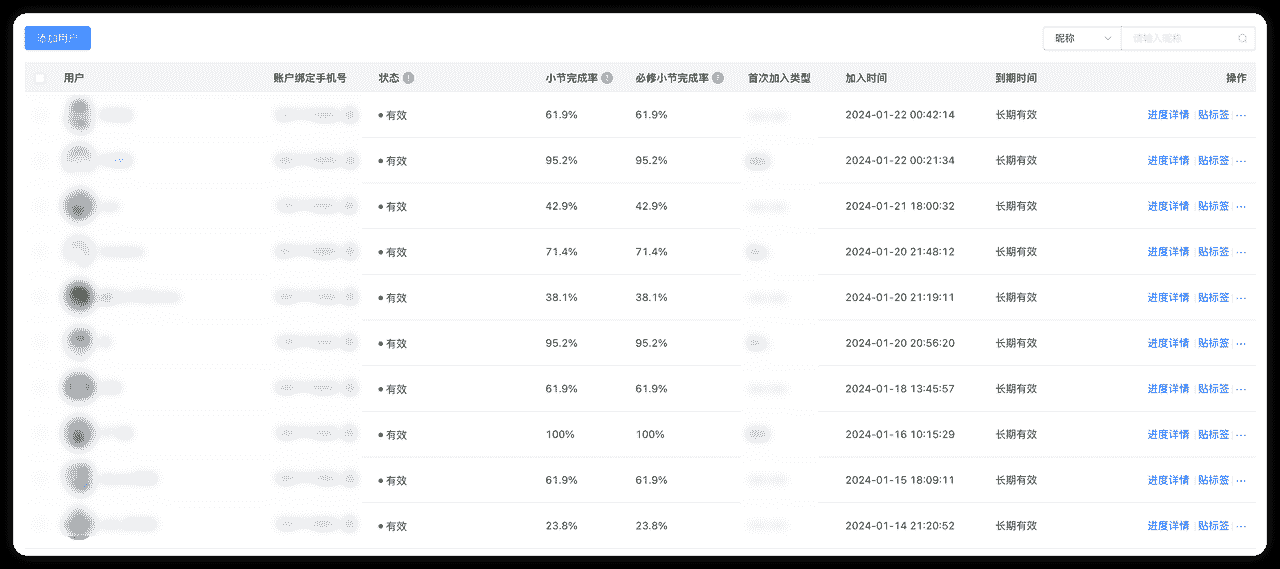 添加用户 昵称 请输入昵称
用户 账户绑定手机号 状态 小节完成率 必修小节完成率 首次加入类型 加入时间 到期时间 操作
有效 61.9% 61.9% 2024-01-22 00:42:14 长期有效 进度详情 贴标签 ...
有效 95.2% 95.2% 2024-01-22 00:21:34 长期有效 进度详情 贴标签 ...
有效 42.9% 42.9% 2024-01-21 18:00:32 长期有效 进度详情 贴标签 ...
有效 71.4% 71.4% 2024-01-20 21:48:12 长期有效 进度详情 贴标签 ...
有效 38.1% 38.1% 2024-01-20 21:19:11 长期有效 进度详情 贴标签 ...
有效 95.2% 95.2% 2024-01-20 20:56:20 长期有效 进度详情 贴标签 ...
有效 61.9% 61.9% 2024-01-18 13:45:57 长期有效 进度详情 贴标签 ...
有效 100% 100% 2024-01-16 10:15:29 长期有效 进度详情 贴标签 ...
有效 61.9% 61.9% 2024-01-15 18:09:11 长期有效 进度详情 贴标签 ...
有效 23.8% 23.8% 2024-01-14 21:20:52 长期有效 进度详情 贴标签 ...